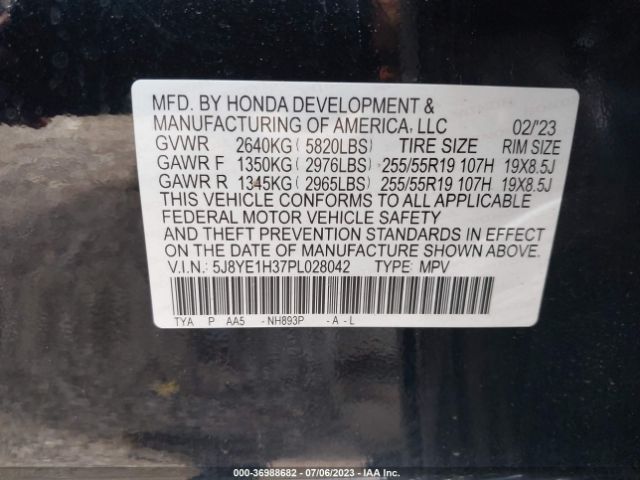 MFD. BY HONDA DEVELOPMENT &
MANUFACTURING OF AMERICA, LLC 02/'23
GVWR 2640KG( 5820LBS) TIRE SIZE RIM SIZE
GAWR F 1350KG( 2976LBS) 255/55R19 107H 19X8.5J
GAWR R 1345KG( 2965LBS) 255/55R19 107H 19X8.5J
THIS VEHICLE CONFORMS TO ALL APPLICABLE
FEDERAL MOTOR VEHICLE SAFETY
AND THEFT PREVENTION STANDARDS IN EFFECT
ON THE DATE OF MANUFACTURE SHOWN ABOVE.
V.I.N.: 5J8YE1H37PL028042 TYPE: MPV
TYA P AA5 -NH893P -A-L
000-36988682 - 07/06/2023 - IAA Inc.